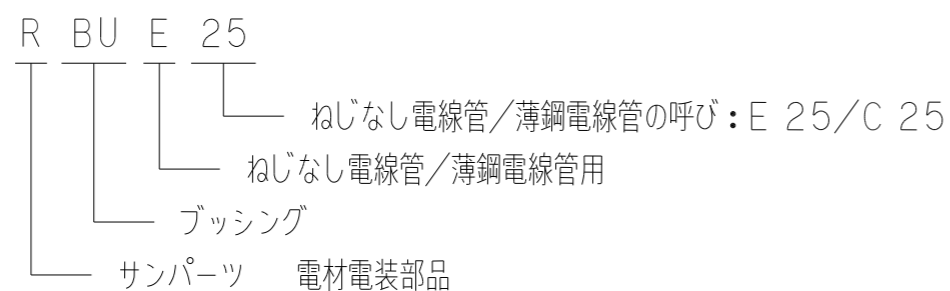 R BU E 25
ねじなし電線管/薄鋼電線管の呼び:E 25/C 25
ねじなし電線管/薄鋼電線管用
ブッシング
サンパーツ 電材電装部品